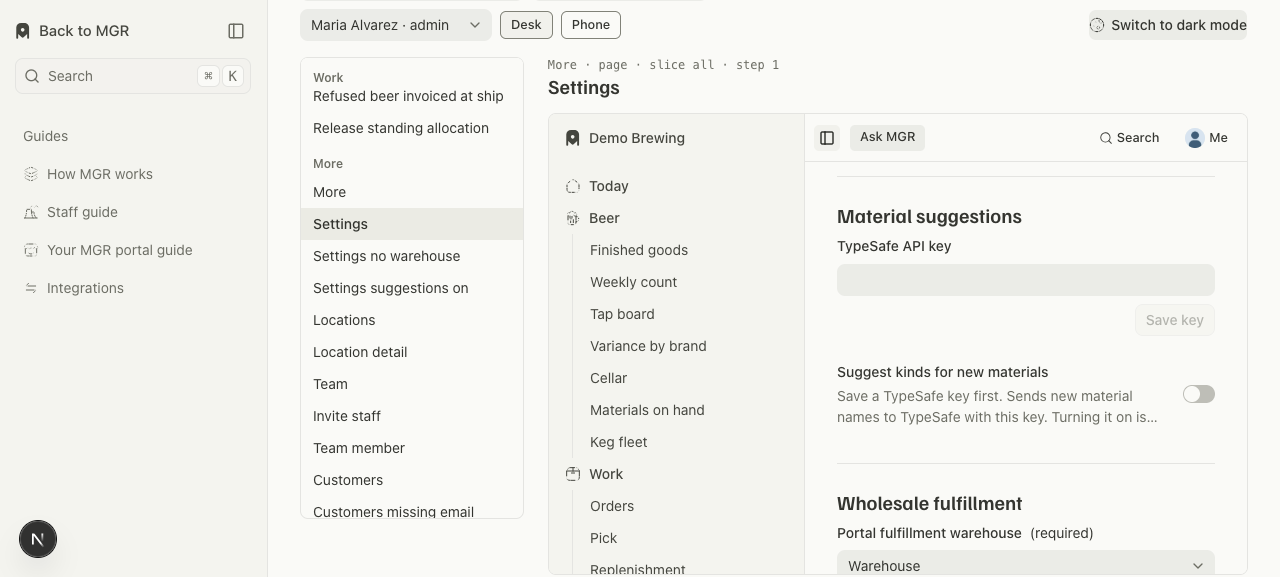 Back to MGR
Search ⌘ K
Guides
How MGR works
Staff guide
Your MGR portal guide
Integrations
N
Maria Alvarez · admin
Desk
Phone
Switch to dark mode
Work
Refused beer invoiced at ship
Release standing allocation
More
More
Settings
Settings no warehouse
Settings suggestions on
Locations
Location detail
Team
Invite staff
Team member
Customers
Customers missing email
More · page · slice all · step 1
Settings
Demo Brewing
Today
Beer
Finished goods
Weekly count
Tap board
Variance by brand
Cellar
Materials on hand
Keg fleet
Work
Orders
Pick
Replenishment
Ask MGR
Search
Me
Material suggestions
TypeSafe API key
Save key
Suggest kinds for new materials
Save a TypeSafe key first. Sends new material
names to TypeSafe with this key. Turning it on is…
Wholesale fulfillment
Portal fulfillment warehouse (required)
Warehouse